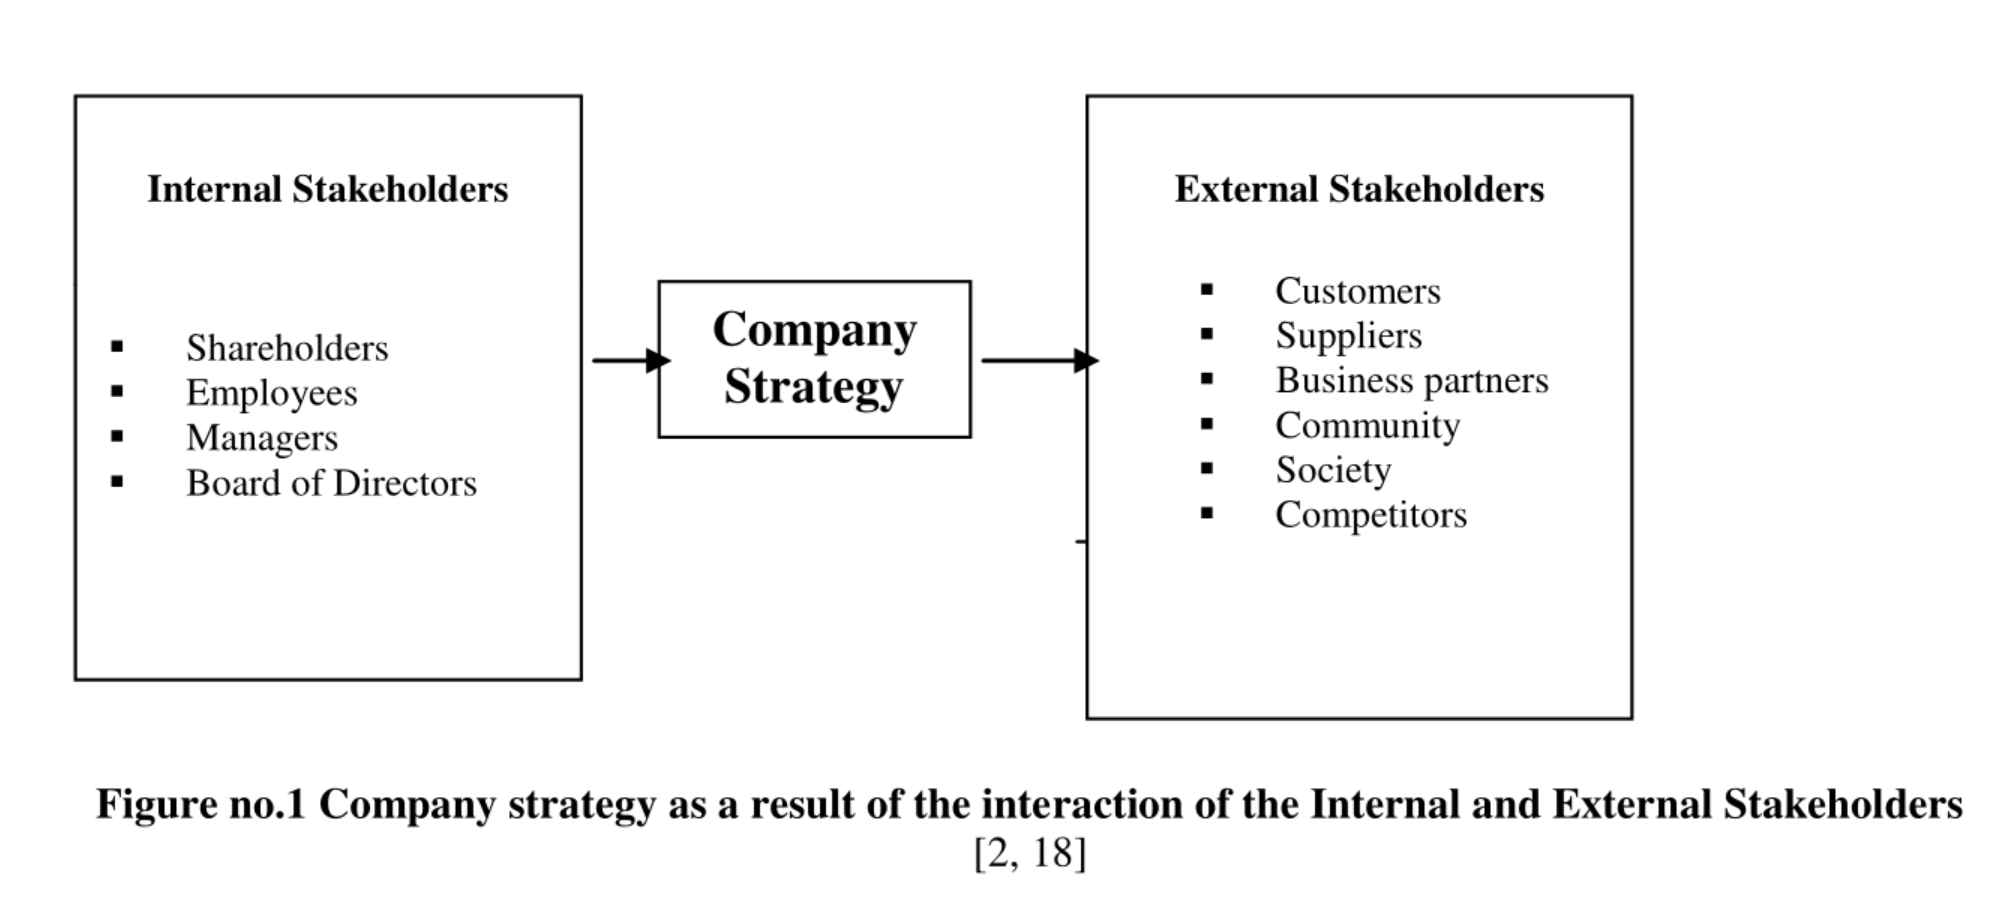 Internal Stakeholders
▪ Shareholders
▪ Employees
▪ Managers
▪ Board of Directors
Company
Strategy
External Stakeholders
▪ Customers
▪ Suppliers
▪ Business partners
▪ Community
▪ Society
▪ Competitors
Figure no.1 Company strategy as a result of the interaction of the Internal and External Stakeholders
[2, 18]